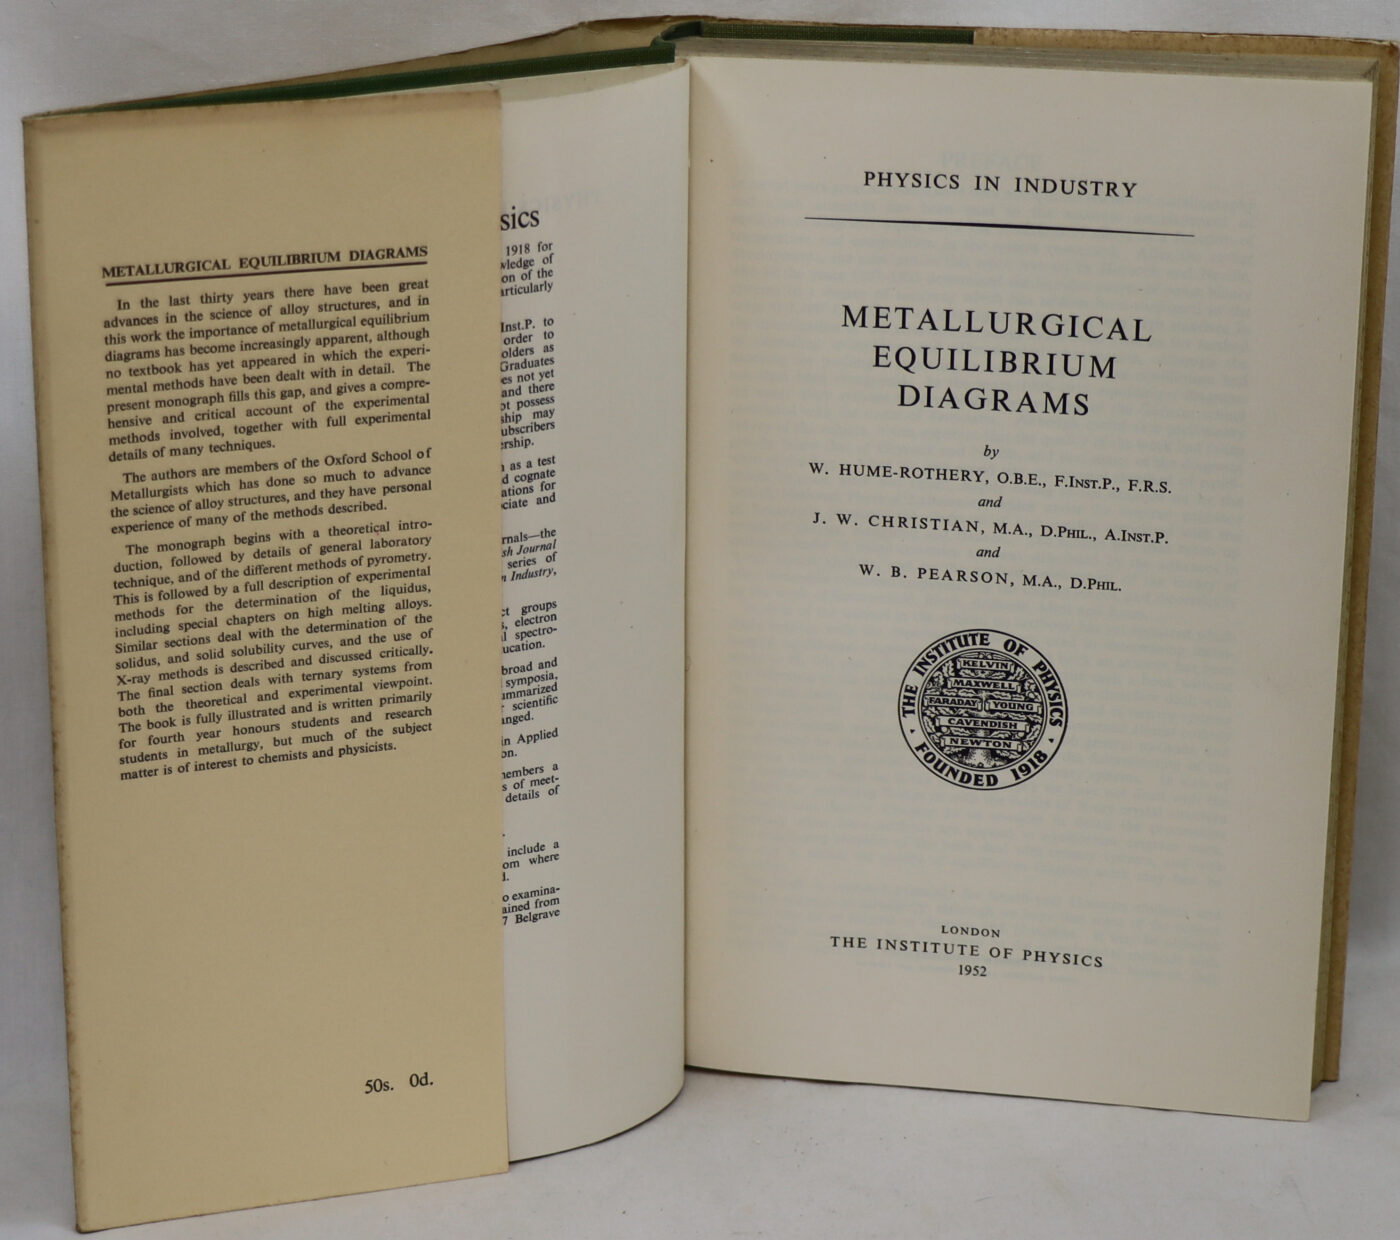 METALLURGICAL EQUILIBRIUM DIAGRAMS
In the last thirty years there have been great
advances in the science of alloy structures, and in
this work the importance of metallurgical equilibrium
diagrams has become increasingly apparent, although
no textbook has yet appeared in which the experi-
mental methods have been dealt with in detail. The
present monograph fills this gap, and gives a compre-
hensive and critical account of the experimental
methods involved, together with full experimental
details of many techniques.
The authors are members of the Oxford School of
Metallurgists which has done so much to advance
the science of alloy structures, and they have personal
experience of many of the methods described.
The monograph begins with a theoretical intro-
duction, followed by details of general laboratory
technique, and of the different methods of pyrometry.
This is followed by a full description of experimental
methods for the determination of the liquidus,
including special chapters on high melting alloys.
Similar sections deal with the determination of the
solidus, and solid solubility curves, and the use of
X-ray methods is described and discussed critically.
The final section deals with ternary systems from
both the theoretical and experimental viewpoint.
The book is fully illustrated and is written primarily
for fourth year honours students and research
students in metallurgy, but much of the subject
matter is of interest to chemists and physicists.
50s. 0d.
sics
1918 for
wledge of
on of the
articularly
Inst.P. to
order to
olders as
Graduates
es not yet
and there
ot possess
ship may
ubscribers
ership.
as a test
d cognate
ations for
ciate and
rnals—the
sh Journal
series of
n Industry,
ct groups
s, electron
l spectro-
ucation.
broad and
symposia,
ummarized
scientific
anged.
in Applied
on.
members a
s of meet-
details of
include a
om where
d.
o examina-
ained from
7 Belgrave
PHYSICS IN INDUSTRY
METALLURGICAL
EQUILIBRIUM
DIAGRAMS
by
W. HUME-ROTHERY, O.B.E., F.INST.P., F.R.S.
and
J. W. CHRISTIAN, M.A., D.PHIL., A.INST.P.
and
W. B. PEARSON, M.A., D.PHIL.
THE INSTITUTE OF PHYSICS
KELVIN
MAXWELL
FARADAY YOUNG
CAVENDISH
NEWTON
FOUNDED 1918
LONDON
THE INSTITUTE OF PHYSICS
1952